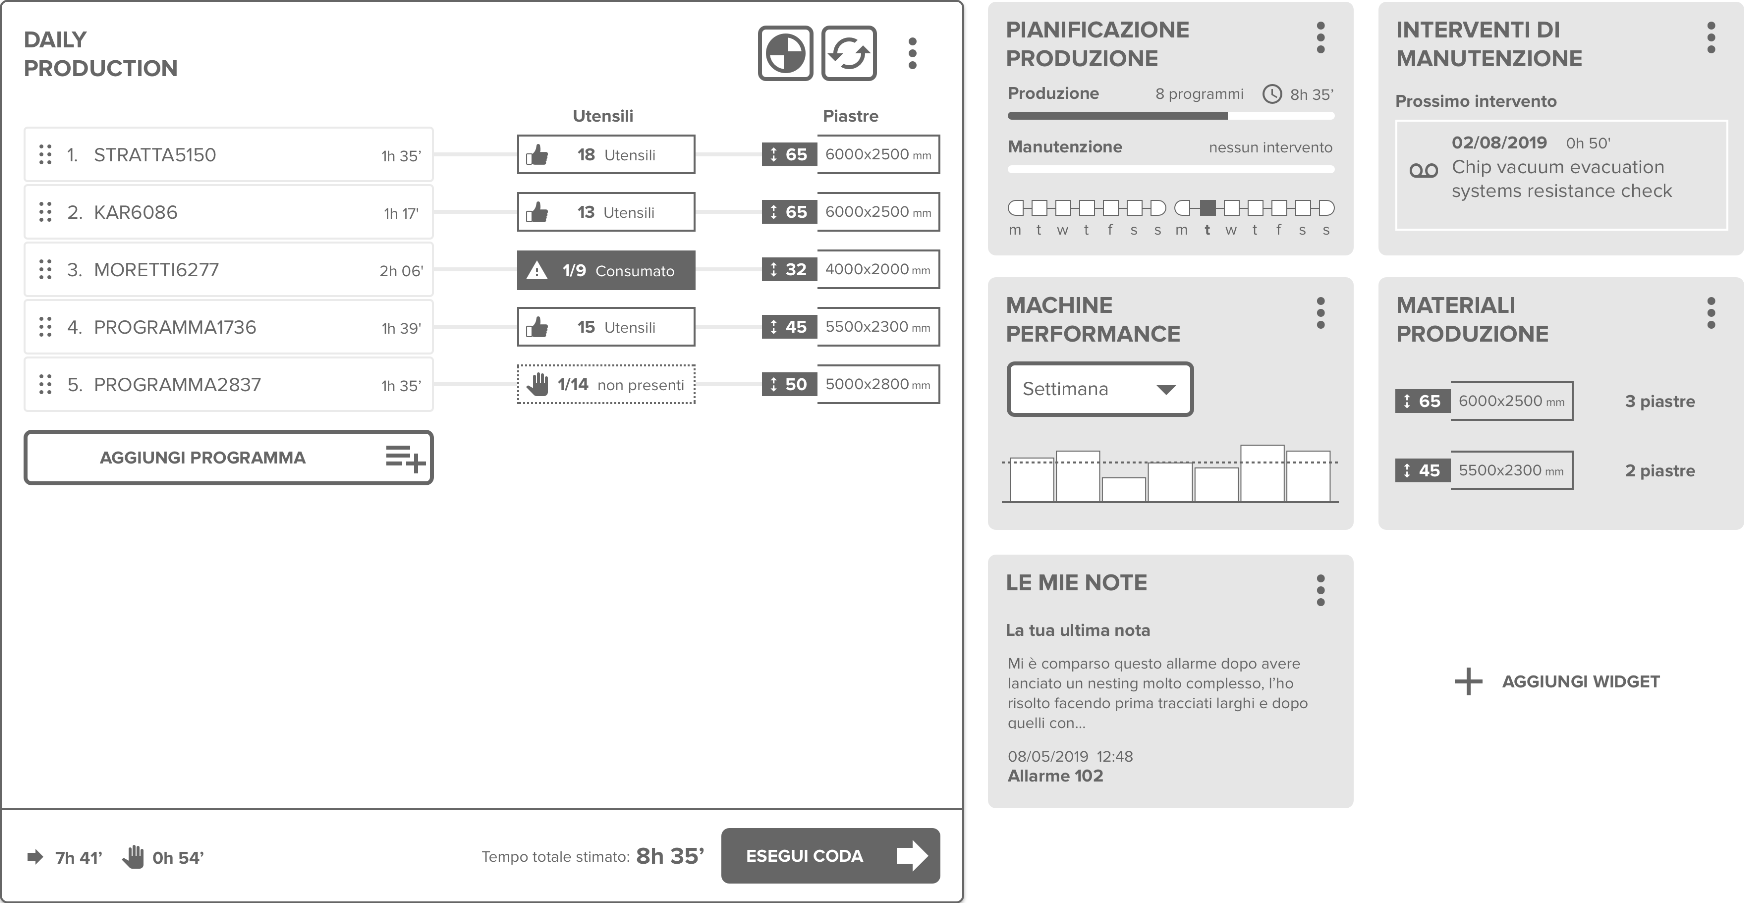 DAILY
PRODUCTION
Utensili
Piastre
1. STRATTA5150 1h 35’ 18 Utensili 65 6000x2500 mm
2. KAR6086 1h 17' 13 Utensili 65 6000x2500 mm
3. MORETTI6277 2h 06' 1/9 Consumato 32 4000x2000 mm
4. PROGRAMMA1736 1h 39' 15 Utensili 45 5500x2300 mm
5. PROGRAMMA2837 1h 35’ 1/14 non presenti 50 5000x2800 mm
AGGIUNGI PROGRAMMA
7h 41’ 0h 54’ Tempo totale stimato: 8h 35’ ESEGUI CODA
PIANIFICAZIONE
PRODUZIONE
Produzione 8 programmi 8h 35’
Manutenzione nessun intervento
m t w t f s s m t w t f s s
INTERVENTI DI
MANUTENZIONE
Prossimo intervento
02/08/2019 0h 50'
Chip vacuum evacuation
systems resistance check
MACHINE
PERFORMANCE
Settimana
MATERIALI
PRODUZIONE
65 6000x2500 mm 3 piastre
45 5500x2300 mm 2 piastre
LE MIE NOTE
La tua ultima nota
Mi è comparso questo allarme dopo avere
lanciato un nesting molto complesso, l’ho
risolto facendo prima tracciati larghi e dopo
quelli con...
08/05/2019 12:48
Allarme 102
AGGIUNGI WIDGET